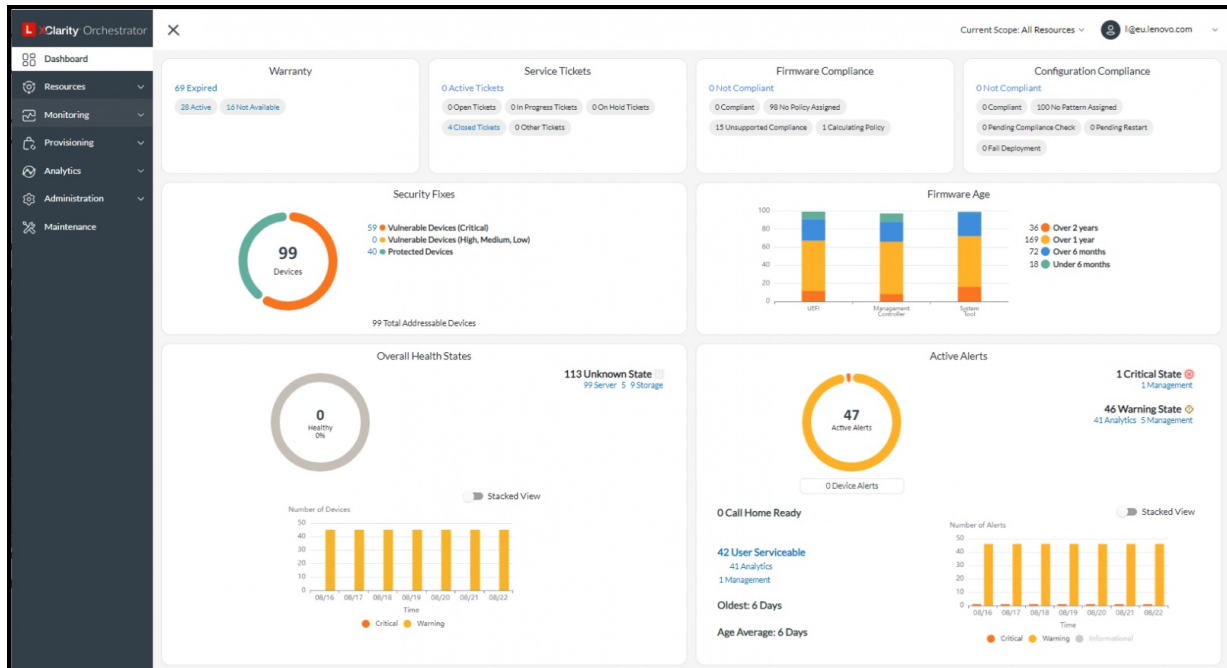 L XClarity Orchestrator
Current Scope: All Resources
l@eu.lenovo.com
Dashboard
Resources
Monitoring
Provisioning
Analytics
Administration
Maintenance
Warranty
69 Expired
28 Active 16 Not Available
Service Tickets
0 Active Tickets
0 Open Tickets 0 In Progress Tickets 0 On Hold Tickets
4 Closed Tickets 0 Other Tickets
Firmware Compliance
0 Not Compliant
0 Compliant 98 No Policy Assigned
15 Unsupported Compliance 1 Calculating Policy
Configuration Compliance
0 Not Compliant
0 Compliant 100 No Pattern Assigned
0 Pending Compliance Check 0 Pending Restart
0 Fail Deployment
Security Fixes
99
Devices
59 Vulnerable Devices (Critical)
0 Vulnerable Devices (High, Medium, Low)
40 Protected Devices
99 Total Addressable Devices
Firmware Age
100
80
60
40
20
0
UEFI Management Controller System Tool
36 Over 2 years
169 Over 1 year
72 Over 6 months
18 Under 6 months
Overall Health States
0
Healthy
0%
113 Unknown State
99 Server 5 9 Storage
Stacked View
Number of Devices
50
40
30
20
10
0
08/16 08/17 08/18 08/19 08/20 08/21 08/22
Time
Critical Warning
Active Alerts
47
Active Alerts
0 Device Alerts
1 Critical State
1 Management
46 Warning State
41 Analytics 5 Management
0 Call Home Ready
42 User Serviceable
41 Analytics
1 Management
Oldest: 6 Days
Age Average: 6 Days
Stacked View
Number of Alerts
50
40
30
20
10
0
08/16 08/17 08/18 08/19 08/20 08/21 08/22
Time
Critical Warning Informational